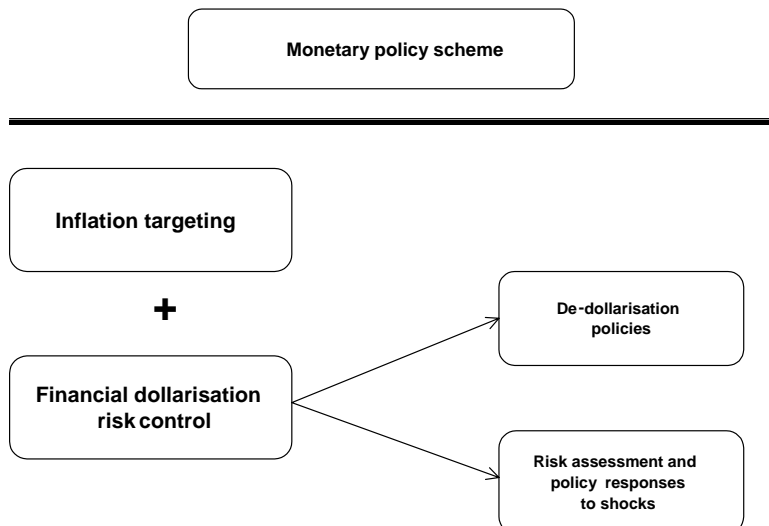 Monetary policy scheme
Inflation targeting
+
Financial dollarisation
risk control
De-dollarisation
policies
Risk assessment and
policy responses
to shocks